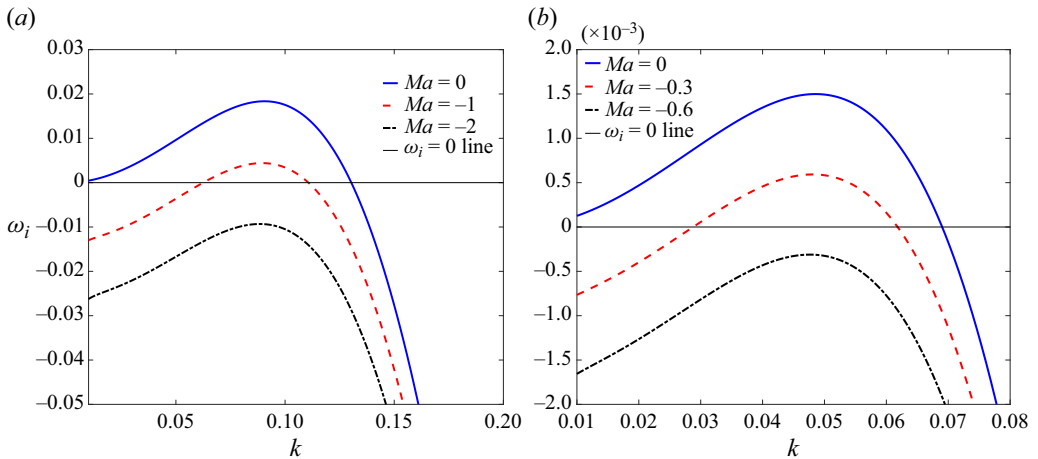 (a)
0.03
0.02
0.01
0
–0.01
–0.02
–0.03
–0.04
–0.05
ωi
Ma = 0
Ma = –1
Ma = –2
ωi = 0 line
0.05
0.10
0.15
0.20
k
(b)
(×10–3)
2.0
1.5
1.0
0.5
0
–0.5
–1.0
–1.5
–2.0
Ma = 0
Ma = –0.3
Ma = –0.6
ωi = 0 line
0.01
0.02
0.03
0.04
0.05
0.06
0.07
0.08
k